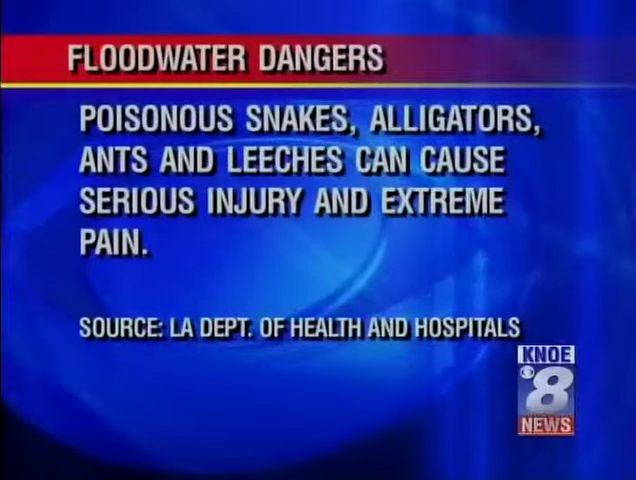 FLOODWATER DANGERS
POISONOUS SNAKES, ALLIGATORS,
ANTS AND LEECHES CAN CAUSE
SERIOUS INJURY AND EXTREME
PAIN.
SOURCE: LA DEPT. OF HEALTH AND HOSPITALS
KNOE
8
NEWS